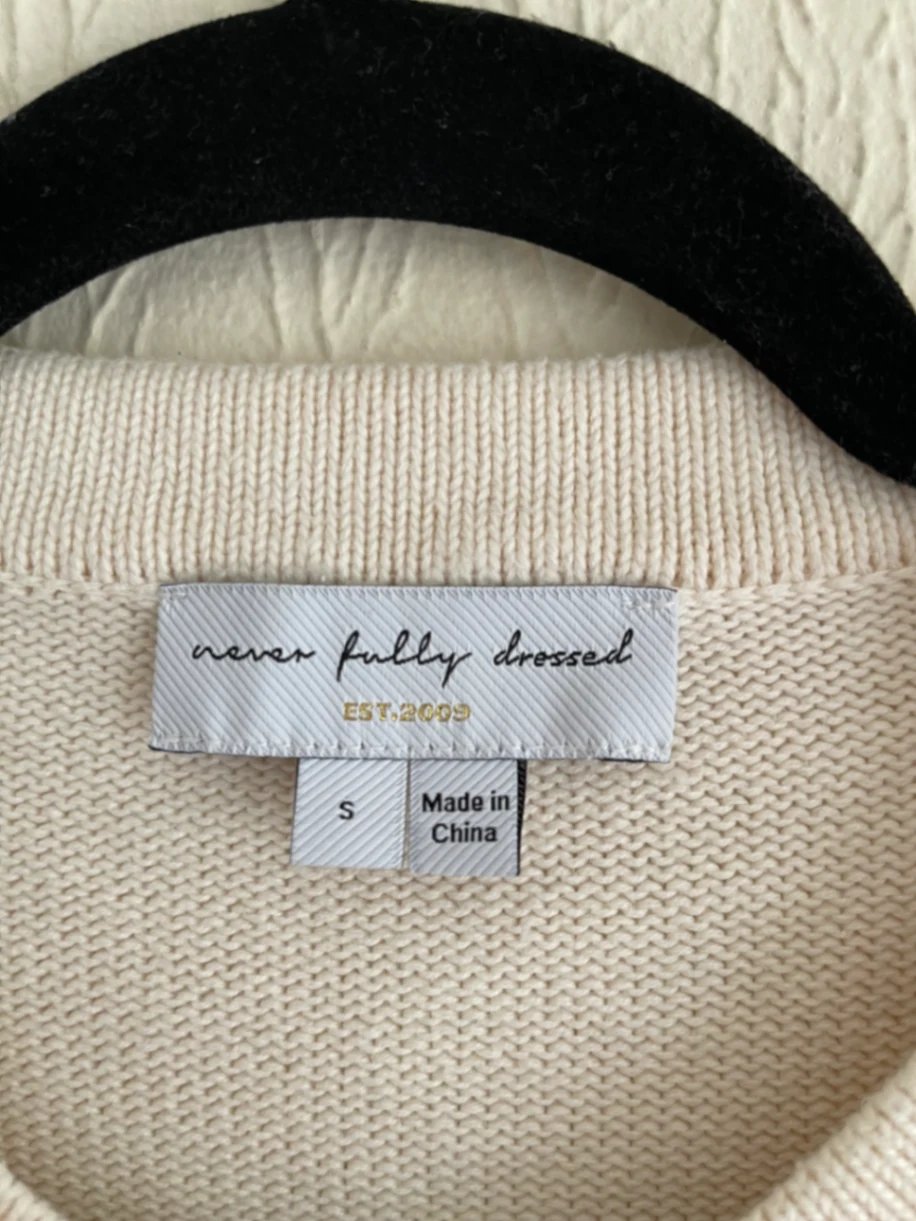 never fully dressed
EST.2009
S
Made in
China